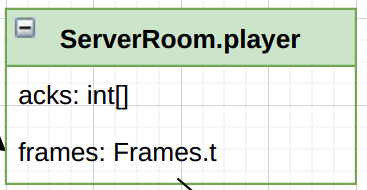 ServerRoom.player
acks: int[]
frames: Frames.t